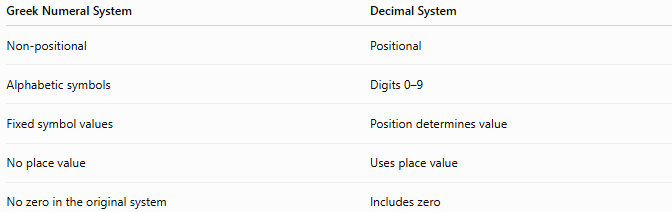 Greek Numeral System Decimal System
Non-positional Positional
Alphabetic symbols Digits 0–9
Fixed symbol values Position determines value
No place value Uses place value
No zero in the original system Includes zero